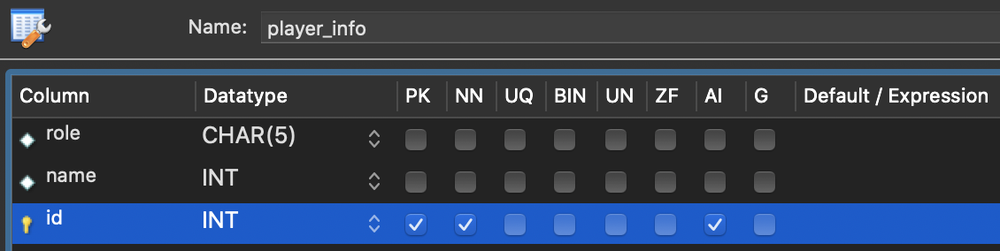 Name: player_info
Column Datatype PK NN UQ BIN UN ZF AI G Default / Expression
role CHAR(5)
name INT
id INT